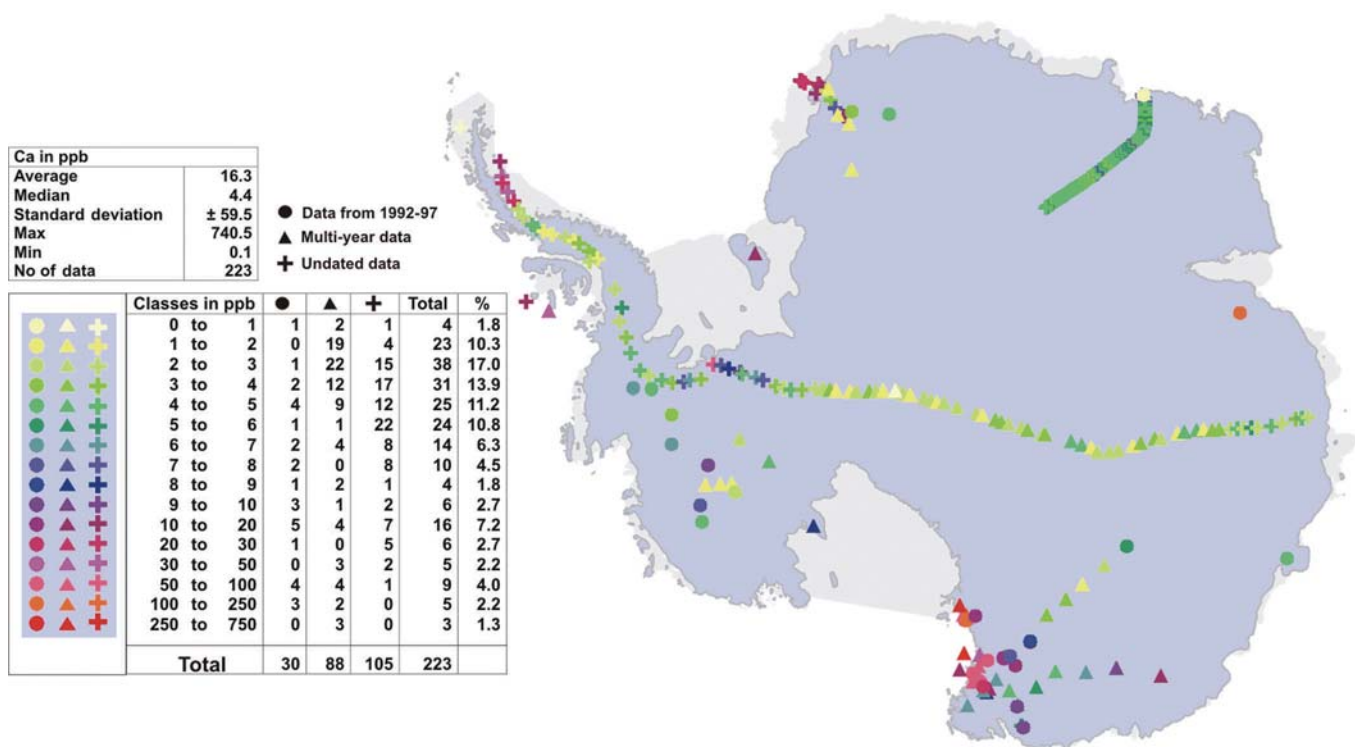 Ca in ppb
Average 16.3
Median 4.4
Standard deviation ± 59.5
Max 740.5
Min 0.1
No of data 223
Data from 1992-97
Multi-year data
Undated data
Classes in ppb Total %
0 to 1 1 2 1 4 1.8
1 to 2 0 19 4 23 10.3
2 to 3 1 22 15 38 17.0
3 to 4 2 12 17 31 13.9
4 to 5 4 9 12 25 11.2
5 to 6 1 1 22 24 10.8
6 to 7 2 4 8 14 6.3
7 to 8 2 0 8 10 4.5
8 to 9 1 2 1 4 1.8
9 to 10 3 1 2 6 2.7
10 to 20 5 4 7 16 7.2
20 to 30 1 0 5 6 2.7
30 to 50 0 3 2 5 2.2
50 to 100 4 4 1 9 4.0
100 to 250 3 2 0 5 2.2
250 to 750 0 3 0 3 1.3
Total 30 88 105 223